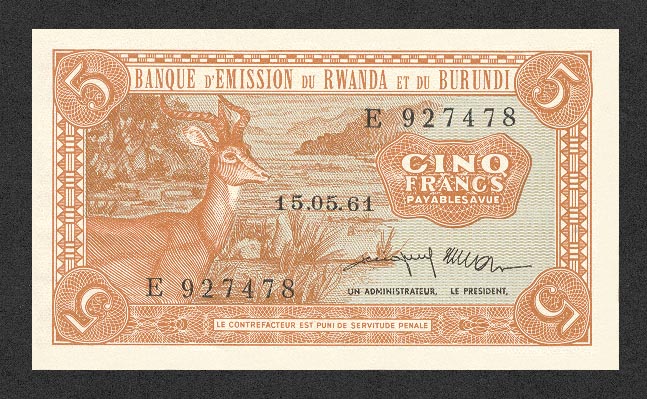 5 5
BANQUE D'EMISSION DU RWANDA ET DU BURUNDI
E 927478
CINQ
FRANCS
PAYABLES A VUE
15.05.61
E 927478
UN ADMINISTRATEUR, LE PRESIDENT,
5 5
LE CONTREFACTEUR EST PUNI DE SERVITUDE PENALE